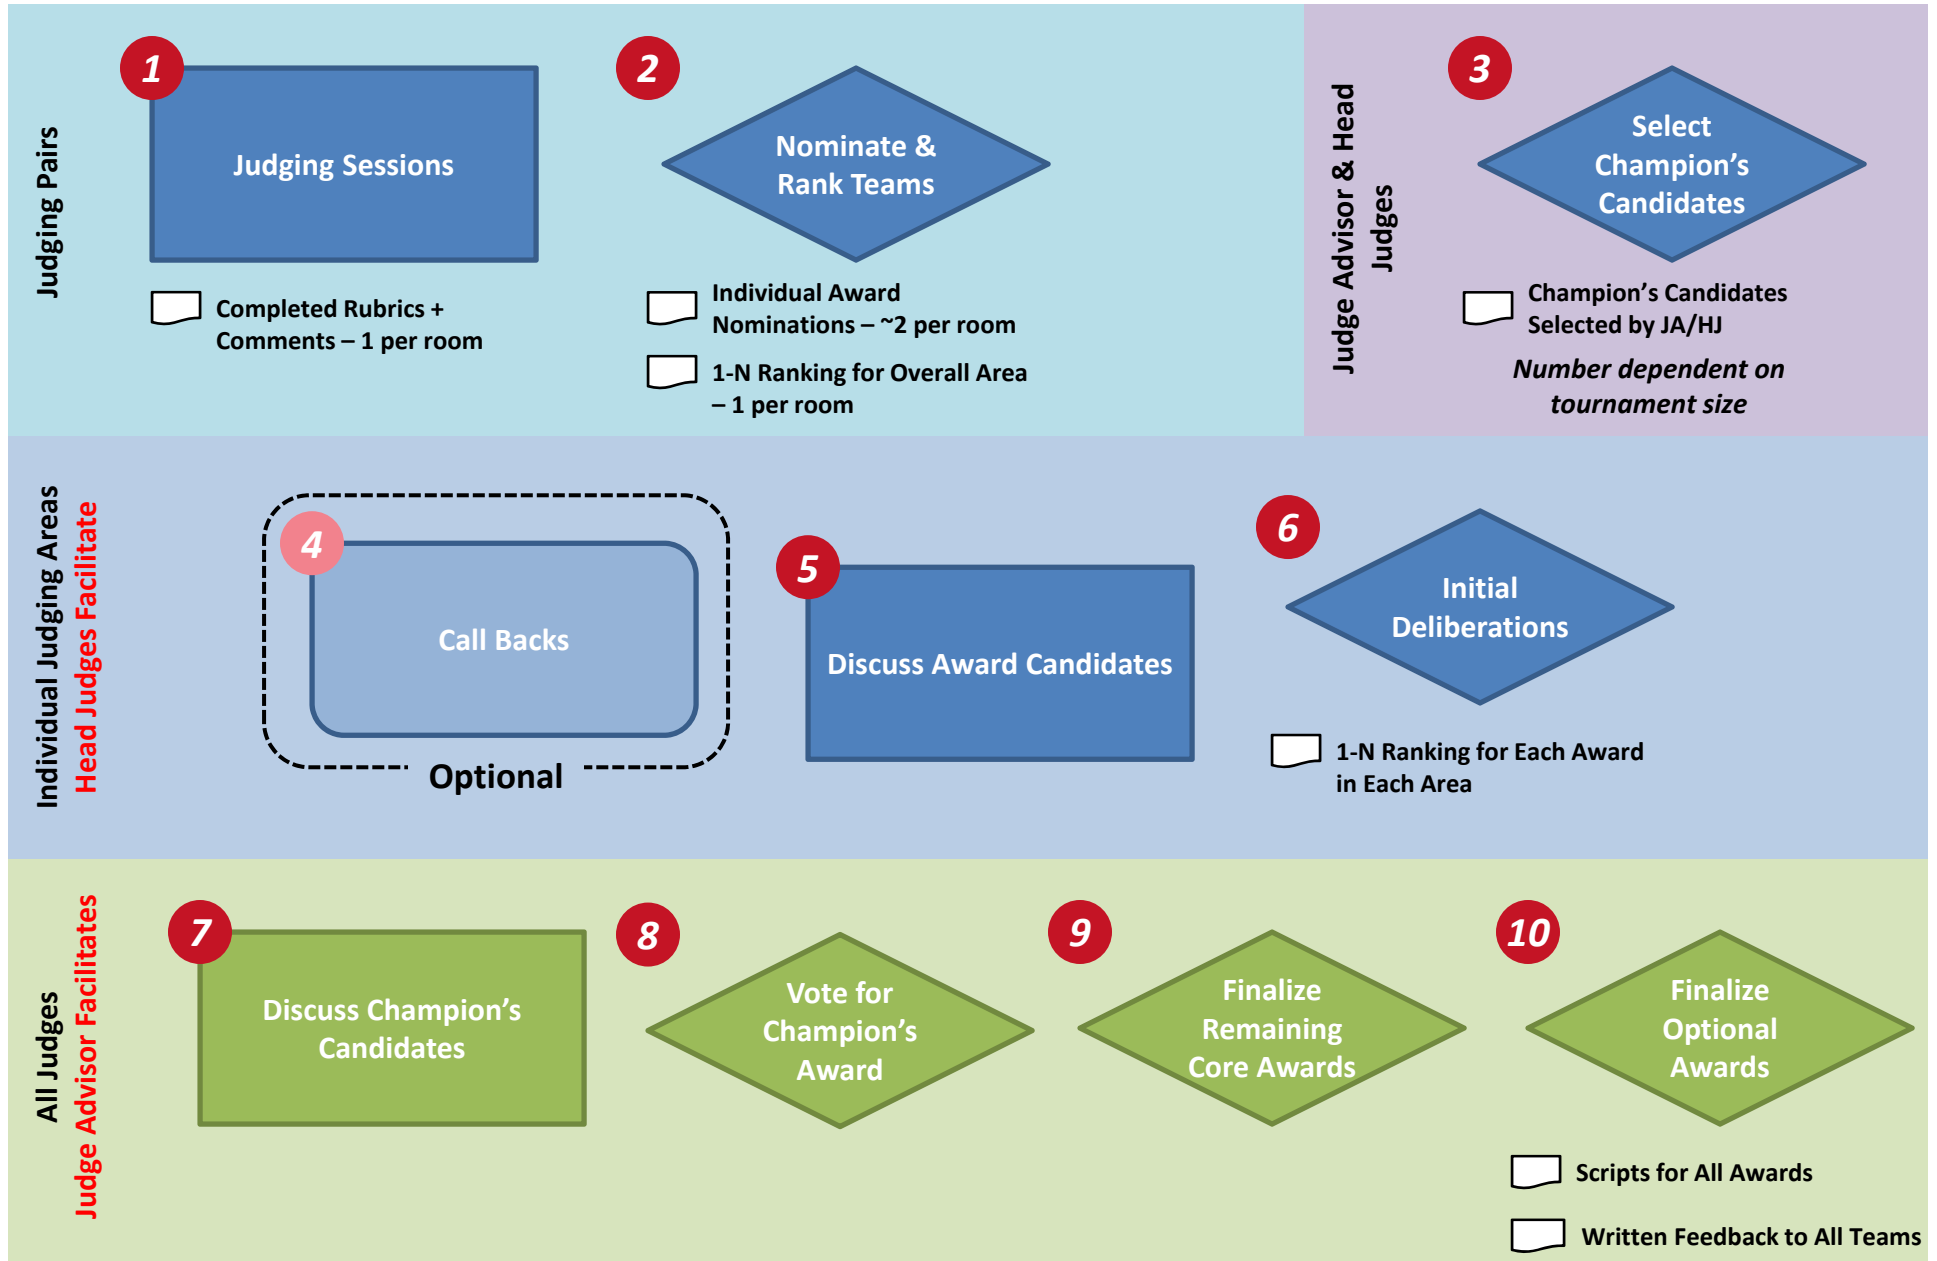 Judging Pairs
1
Judging Sessions
Completed Rubrics +
Comments – 1 per room
2
Nominate &
Rank Teams
Individual Award
Nominations – ~2 per room
1-N Ranking for Overall Area
– 1 per room
Judge Advisor & Head
Judges
3
Select
Champion’s
Candidates
Champion’s Candidates
Selected by JA/HJ
Number dependent on
tournament size
Individual Judging Areas
Head Judges Facilitate
4
Call Backs
Optional
5
Discuss Award Candidates
6
Initial
Deliberations
1-N Ranking for Each Award
in Each Area
All Judges
Judge Advisor Facilitates
7
Discuss Champion’s
Candidates
8
Vote for
Champion’s
Award
9
Finalize
Remaining
Core Awards
10
Finalize
Optional
Awards
Scripts for All Awards
Written Feedback to All Teams